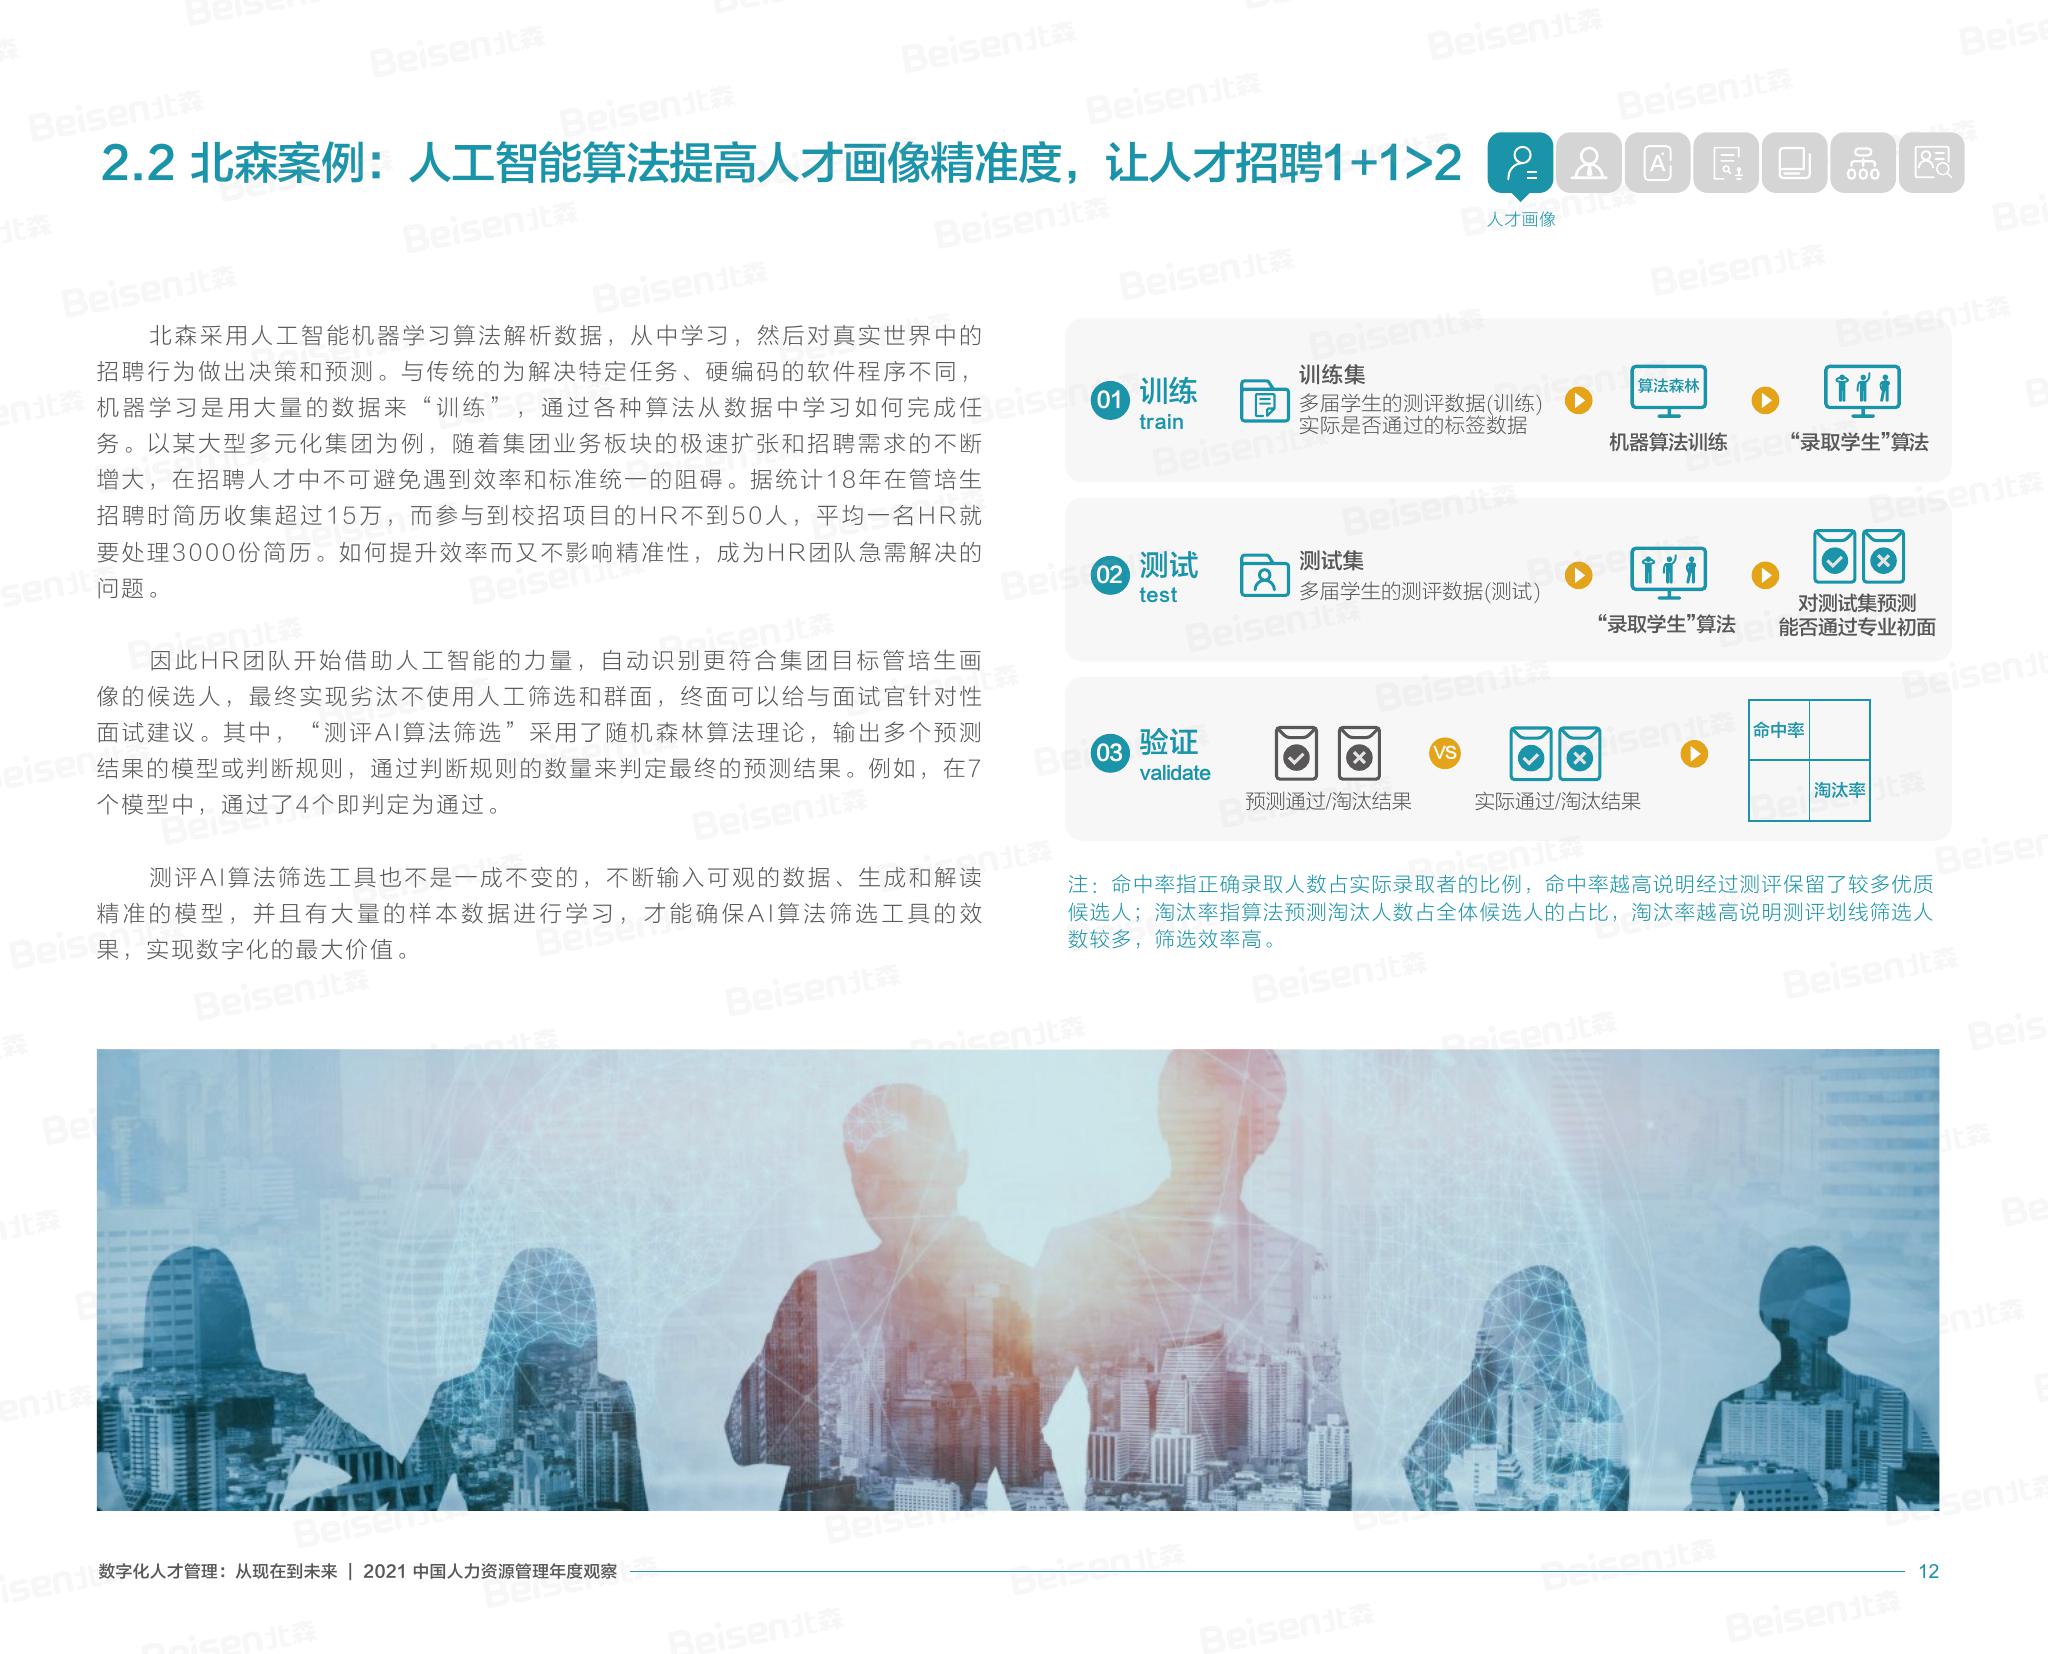 2.2 北森案例：人工智能算法提高人才画像精准度，让人才招聘1+1>2
人才画像
北森采用人工智能机器学习算法解析数据，从中学习，然后对真实世界中的
招聘行为做出决策和预测。与传统的为解决特定任务、硬编码的软件程序不同，
机器学习是用大量的数据来“训练”，通过各种算法从数据中学习如何完成任
务。以某大型多元化集团为例，随着集团业务板块的极速扩张和招聘需求的不断
增大，在招聘人才中不可避免遇到效率和标准统一的阻碍。据统计18年在管培生
招聘时简历收集超过15万，而参与到校招项目的HR不到50人，平均一名HR就
要处理3000份简历。如何提升效率而又不影响精准性，成为HR团队急需解决的
问题。
因此HR团队开始借助人工智能的力量，自动识别更符合集团目标管培生画
像的候选人，最终实现劣汰不使用人工筛选和群面，终面可以给与面试官针对性
面试建议。其中，“测评AI算法筛选”采用了随机森林算法理论，输出多个预测
结果的模型或判断规则，通过判断规则的数量来判定最终的预测结果。例如，在7
个模型中，通过了4个即判定为通过。
测评AI算法筛选工具也不是一成不变的，不断输入可观的数据、生成和解读
精准的模型，并且有大量的样本数据进行学习，才能确保AI算法筛选工具的效
果，实现数字化的最大价值。
01 训练
train
训练集
多届学生的测评数据(训练)
实际是否通过的标签数据
算法森林
机器算法训练
“录取学生”算法
02 测试
test
测试集
多届学生的测评数据(测试)
“录取学生”算法
对测试集预测
能否通过专业初面
03 验证
validate
预测通过/淘汰结果
VS
实际通过/淘汰结果
命中率
淘汰率
注：命中率指正确录取人数占实际录取者的比例，命中率越高说明经过测评保留了较多优质
候选人；淘汰率指算法预测淘汰人数占全体候选人的占比，淘汰率越高说明测评划线筛选人
数较多，筛选效率高。
数字化人才管理：从现在到未来 | 2021 中国人力资源管理年度观察
12
Beisen北森